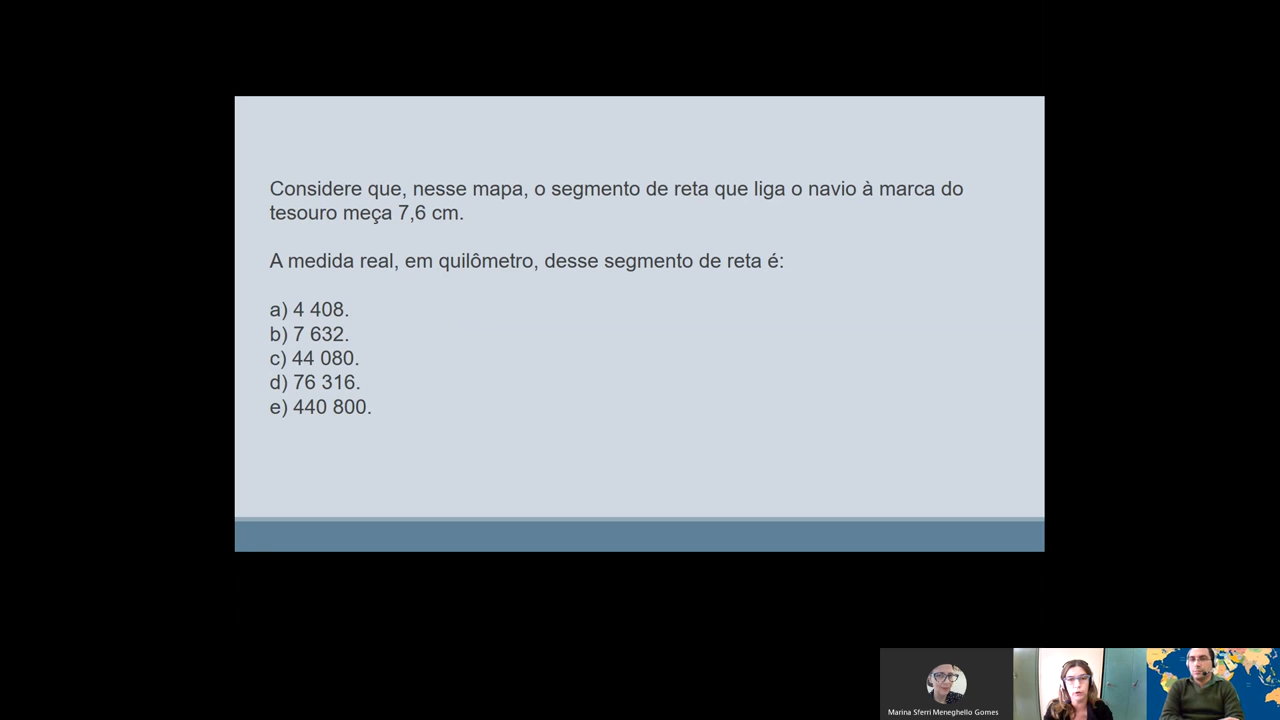 Considere que, nesse mapa, o segmento de reta que liga o navio à marca do
tesouro meça 7,6 cm.
A medida real, em quilômetro, desse segmento de reta é:
a) 4 408.
b) 7 632.
c) 44 080.
d) 76 316.
e) 440 800.
Marina Sferri Meneghello Gomes